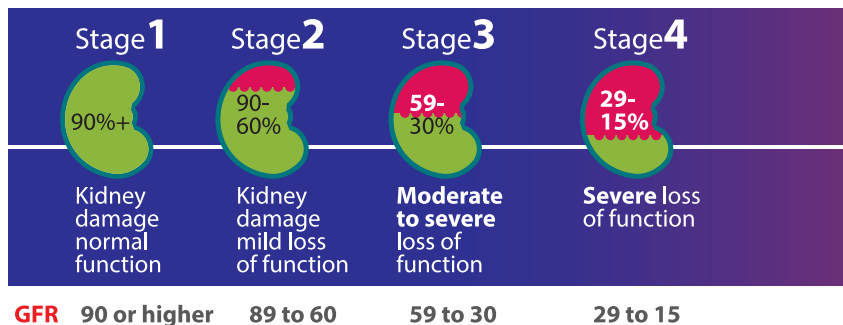 Stage1 Stage2 Stage3 Stage4
90%+
90-
60%
59-
30%
29-
15%
Kidney
damage
normal
function
Kidney
damage
mild loss
of function
Moderate
to severe
loss of
function
Severe loss
of function
GFR 90 or higher 89 to 60 59 to 30 29 to 15